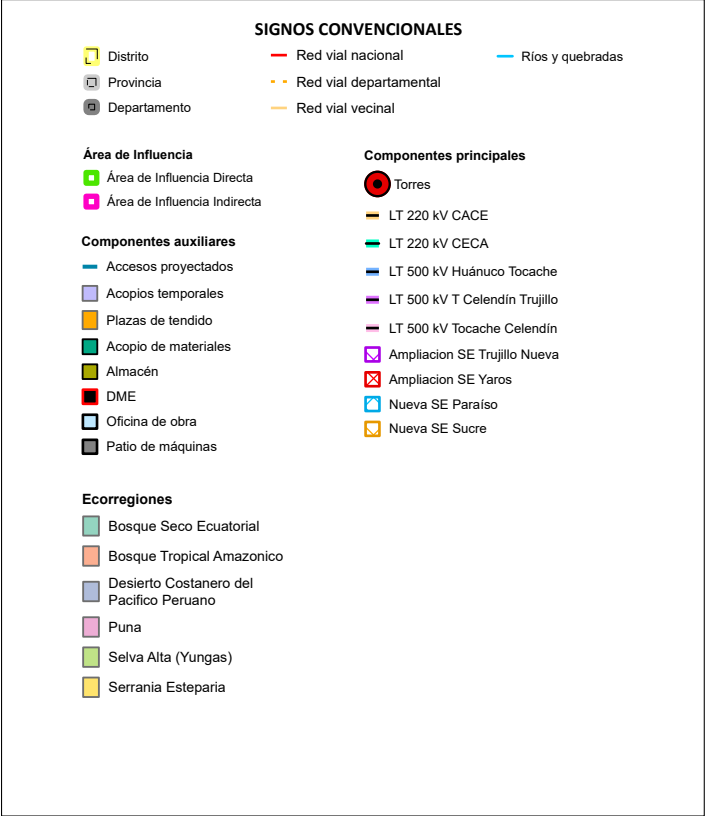 SIGNOS CONVENCIONALES
Distrito
Provincia
Departamento
Red vial nacional
Red vial departamental
Red vial vecinal
Ríos y quebradas
Área de Influencia
Área de Influencia Directa
Área de Influencia Indirecta
Componentes auxiliares
Accesos proyectados
Acopios temporales
Plazas de tendido
Acopio de materiales
Almacén
DME
Oficina de obra
Patio de máquinas
Componentes principales
Torres
LT 220 kV CACE
LT 220 kV CECA
LT 500 kV Huánuco Tocache
LT 500 kV T Celendín Trujillo
LT 500 kV Tocache Celendín
Ampliacion SE Trujillo Nueva
Ampliacion SE Yaros
Nueva SE Paraíso
Nueva SE Sucre
Ecorregiones
Bosque Seco Ecuatorial
Bosque Tropical Amazonico
Desierto Costanero del
Pacifico Peruano
Puna
Selva Alta (Yungas)
Serrania Esteparia